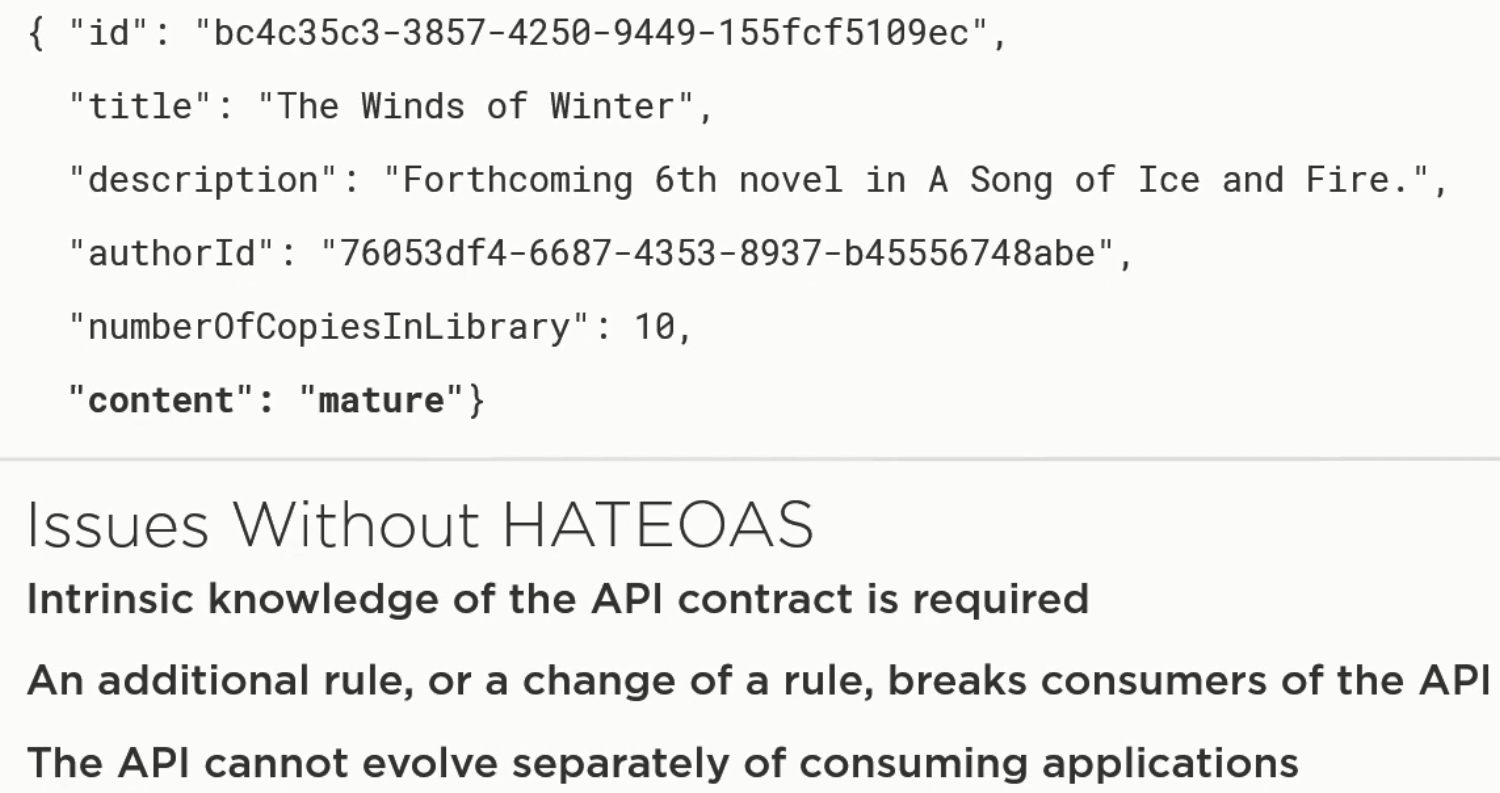 { "id": "bc4c35c3-3857-4250-9449-155fcf5109ec",
"title": "The Winds of Winter",
"description": "Forthcoming 6th novel in A Song of Ice and Fire.",
"authorId": "76053df4-6687-4353-8937-b45556748abe",
"numberOfCopiesInLibrary": 10,
"content": "mature"}
Issues Without HATEOAS
Intrinsic knowledge of the API contract is required
An additional rule, or a change of a rule, breaks consumers of the API
The API cannot evolve separately of consuming applications